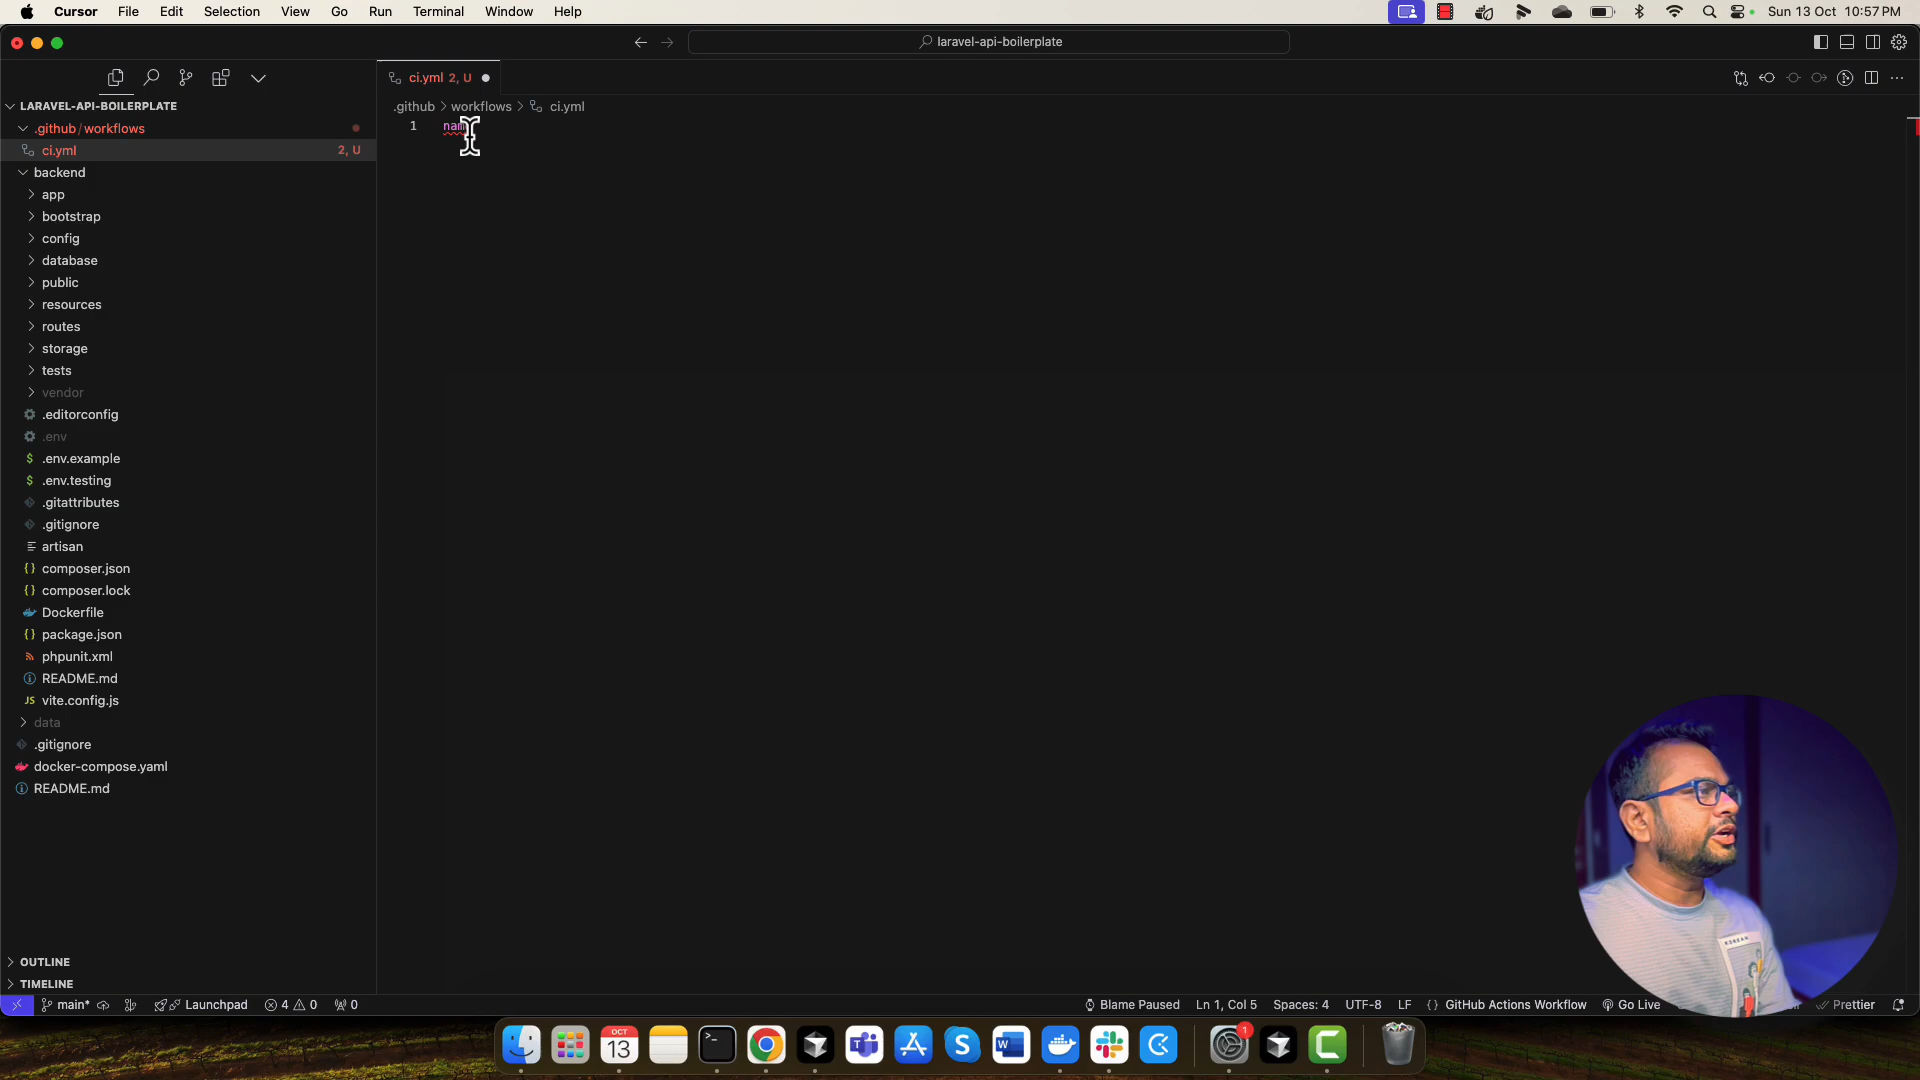 Cursor File Edit Selection View Go Run Terminal Window Help
Sun 13 Oct 10:57 PM
laravel-api-boilerplate
ci.yml 2, U
LARAVEL-API-BOILERPLATE
.github > workflows > ci.yml
.github / workflows
1
ci.yml 2, U
backend
app
bootstrap
config
database
public
resources
routes
storage
tests
vendor
.editorconfig
.env
.env.example
.env.testing
.gitattributes
.gitignore
artisan
composer.json
composer.lock
Dockerfile
package.json
phpunit.xml
README.md
vite.config.js
data
.gitignore
docker-compose.yaml
README.md
KOREAN
OUTLINE
TIMELINE
main* Launchpad 4 0 0
Blame Paused Ln 1, Col 5 Spaces: 4 UTF-8 LF GitHub Actions Workflow Go Live Prettier
OCT
13
1